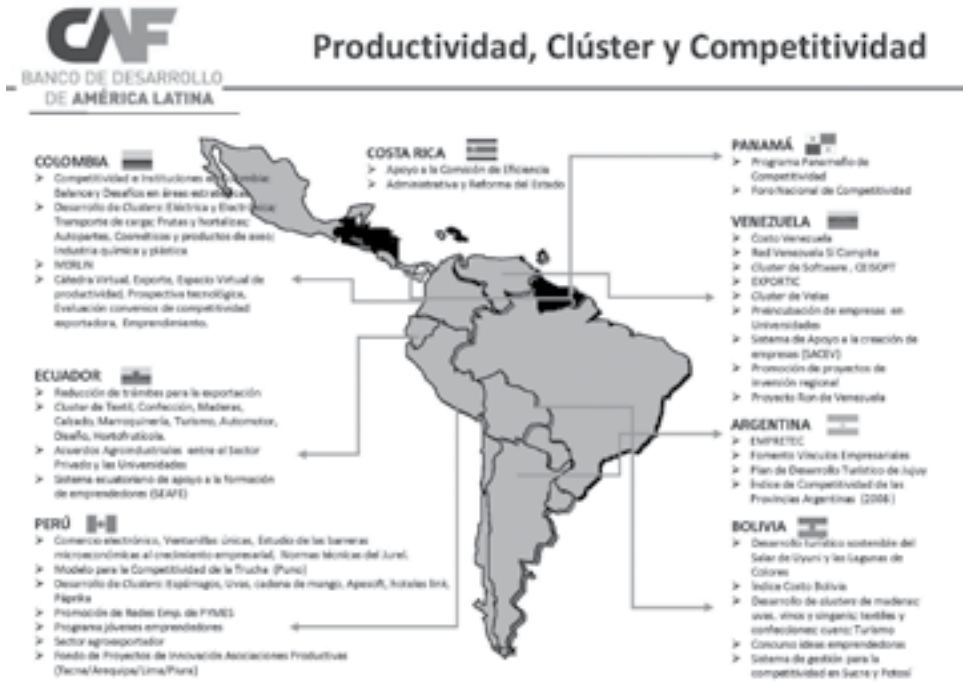 CAF
BANCO DE DESARROLLO
DE AMÉRICA LATINA
Productividad, Clúster y Competitividad
COLOMBIA
Competitividad e Instituciones en Colombia:
Balance y Desafíos en áreas estratégicas
Desarrollo de Clusters: Eléctrica y Electrónica;
Transporte de carga; Frutas y hortalizas;
Autopartes, Cosméticos y productos de aseo;
Industria química y plástica
MERLIN
Cátedra Virtual, Exporte, Espacio Virtual de
productividad, Prospectiva tecnológica,
Evaluación convenios de competitividad
exportadora, Emprendimiento.
COSTA RICA
Apoyo a la Comisión de Eficiencia
Administrativa y Reforma del Estado
PANAMÁ
Programa Panameño de
Competitividad
Foro Nacional de Competitividad
VENEZUELA
Costo Venezuela
Red Venezuela Sí Compite
Cluster de Software, CEISOFT
EXPORTIC
Cluster de Velas
Preincubación de empresas en
Universidades
Sistema de Apoyo a la creación de
empresas (SACEV)
Promoción de proyectos de
inversión regional
Proyecto Ron de Venezuela
ECUADOR
Reducción de trámites para la exportación
Cluster de Textil, Confección, Maderas,
Calzado, Marroquinería, Turismo, Automotor,
Diseño, Hortofrutícola.
Acuerdos Agroindustriales entre el Sector
Privado y las Universidades
Sistema ecuatoriano de apoyo a la formación
de emprendedores (SEAFE)
ARGENTINA
EMPRETEC
Fomento Vínculos Empresariales
Plan de Desarrollo Turístico de Jujuy
Índice de Competitividad de las
Provincias Argentinas (2006)
PERÚ
Comercio electrónico, Ventanillas únicas, Estudio de las barreras
microeconómicas al crecimiento empresarial, Normas técnicas del Jurel.
Modelo para la Competitividad de la Trucha (Puno)
Desarrollo de Clusters: Espárragos, Uvas, cadena de mango, Apesoft, hoteles link,
Páprika
Promoción de Redes Emp. de PYMES
Programa jóvenes emprendedores
Sector agroexportador
Fondo de Proyectos de Innovación Asociaciones Productivas
(Tacna/Arequipa/Lima/Piura)
BOLIVIA
Desarrollo turístico sostenible del
Salar de Uyuni y las Lagunas de
Colores
Índice Costo Bolivia
Desarrollo de clusters de maderas;
uvas, vinos y singanis; textiles y
confecciones; cuero; Turismo
Concurso ideas emprendedoras
Sistema de gestión para la
competitividad en Sucre y Potosí